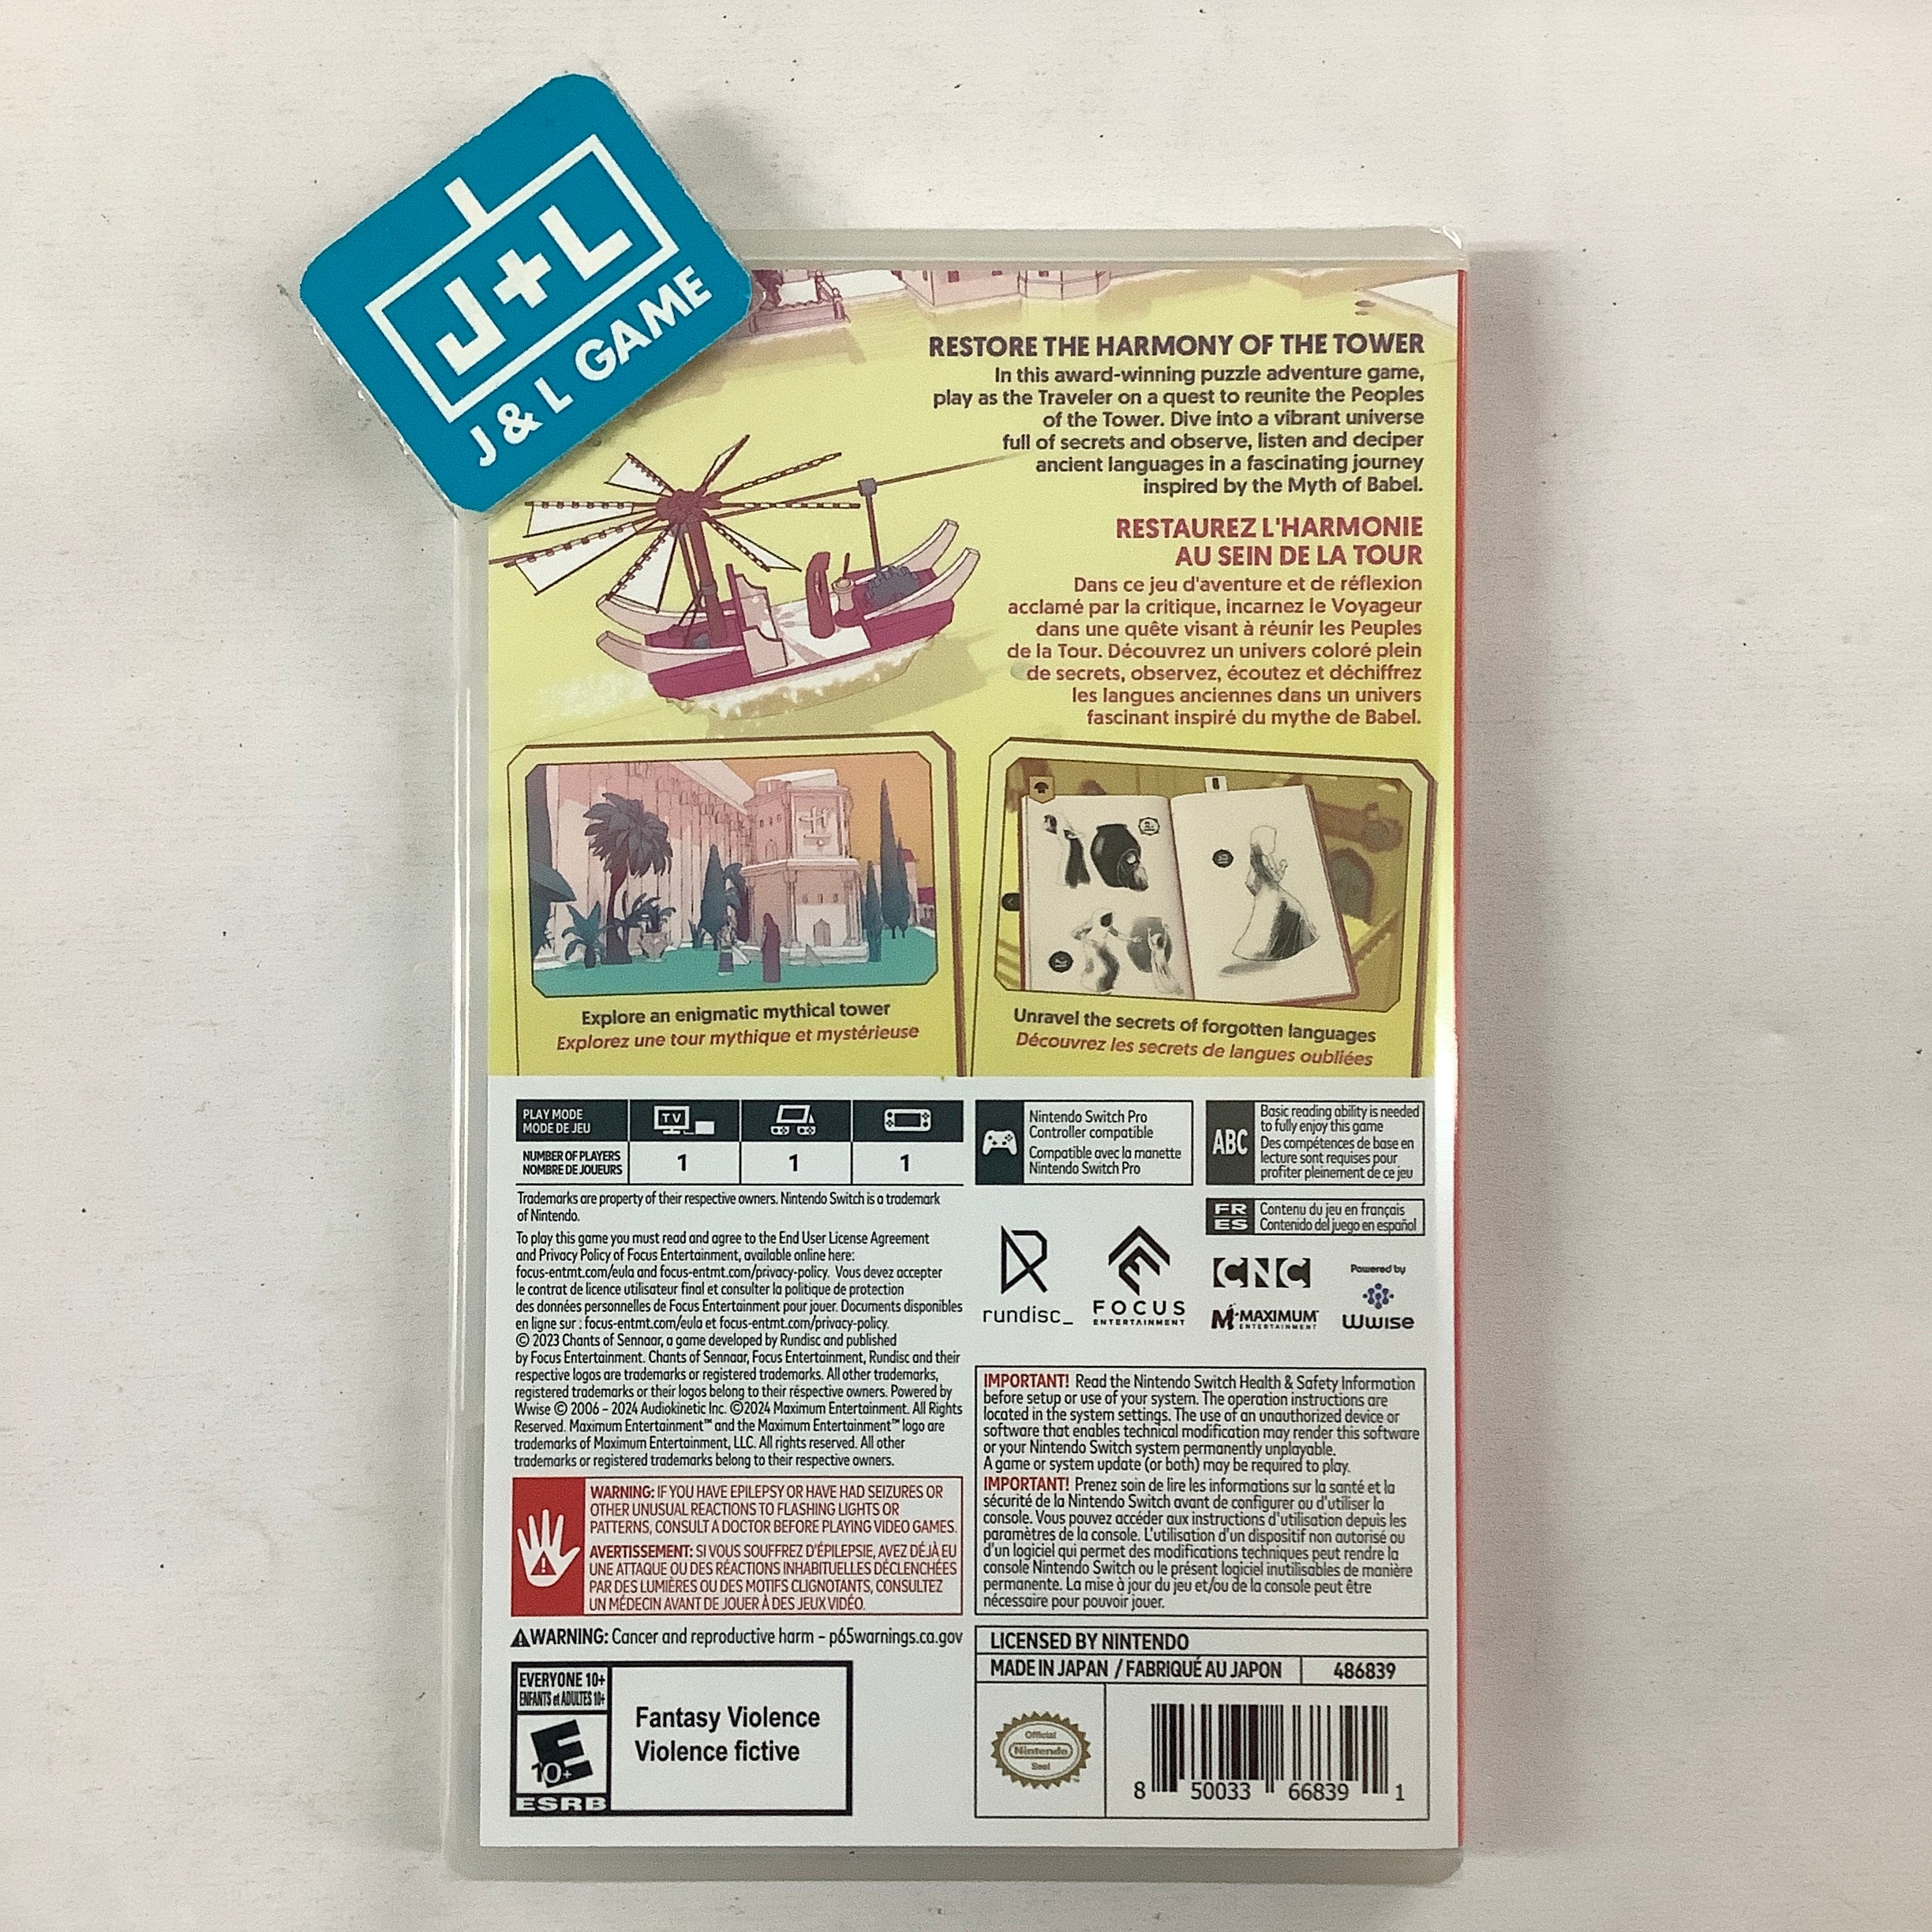 J+L
J & L GAME
RESTORE THE HARMONY OF THE TOWER
In this award-winning puzzle adventure game,
play as the Traveler on a quest to reunite the Peoples
of the Tower. Dive into a vibrant universe
full of secrets and observe, listen and deciper
ancient languages in a fascinating journey
inspired by the Myth of Babel.
RESTAUREZ L'HARMONIE
AU SEIN DE LA TOUR
Dans ce jeu d'aventure et de réflexion
acclamé par la critique, incarnez le Voyageur
dans une quête visant à réunir les Peuples
de la Tour. Découvrez un univers coloré plein
de secrets, observez, écoutez et déchiffrez
les langues anciennes dans un univers
fascinant inspiré du mythe de Babel.
Explore an enigmatic mythical tower
Explorez une tour mythique et mystérieuse
Unravel the secrets of forgotten languages
Découvrez les secrets de langues oubliées
PLAY MODE
MODE DE JEU
TV
NUMBER OF PLAYERS
NOMBRE DE JOUEURS
1 1 1
Nintendo Switch Pro
Controller compatible
Compatible avec la manette
Nintendo Switch Pro
ABC
Basic reading ability is needed
to fully enjoy this game
Des compétences de base en
lecture sont requises pour
profiter pleinement de ce jeu
FR
ES
Contenu du jeu en français
Contenido del juego en español
Trademarks are property of their respective owners. Nintendo Switch is a trademark
of Nintendo.
To play this game you must read and agree to the End User License Agreement
and Privacy Policy of Focus Entertainment, available online here:
focus-entmt.com/eula and focus-entmt.com/privacy-policy. Vous devez accepter
le contrat de licence utilisateur final et consulter la politique de protection
des données personnelles de Focus Entertainment pour jouer. Documents disponibles
en ligne sur : focus-entmt.com/eula et focus-entmt.com/privacy-policy.
© 2023 Chants of Sennaar, a game developed by Rundisc and published
by Focus Entertainment. Chants of Sennaar, Focus Entertainment, Rundisc and their
respective logos are trademarks or registered trademarks. All other trademarks,
registered trademarks or their logos belong to their réspective owners. Powered by
Wwise © 2006 - 2024 Audiokinetic Inc. ©2024 Maximum Entertainment. All Rights
Reserved. Maximum Entertainment™ and the Maximum Entertainment™ logo are
trademarks of Maximum Entertainment, LLC. All rights reserved. All other
trademarks or registered trademarks belong to their respective owners.
rundisc_
FOCUS
ENTERTAINMENT
CNC
MAXIMUM
ENTERTAINMENT
Powered by
Wwise
WARNING: IF YOU HAVE EPILEPSY OR HAVE HAD SEIZURES OR
OTHER UNUSUAL REACTIONS TO FLASHING LIGHTS OR
PATTERNS, CONSULT A DOCTOR BEFORE PLAYING VIDEO GAMES.
AVERTISSEMENT: SI VOUS SOUFFREZ D'ÉPILEPSIE, AVEZ DÉJÀ EU
UNE ATTAQUE OU DES RÉACTIONS INHABITUELLES DÉCLENCHÉES
PAR DES LUMIÈRES OU DES MOTIFS CLIGNOTANTS, CONSULTEZ
UN MÉDECIN AVANT DE JOUER À DES JEUX VIDÉO.
WARNING: Cancer and reproductive harm - p65warnings.ca.gov
IMPORTANT! Read the Nintendo Switch Health & Safety Information
before setup or use of your system. The operation instructions are
located in the system settings. The use of an unauthorized device or
software that enables technical modification may render this software
or your Nintendo Switch system permanently unplayable.
A game or system update (or both) may be required to play.
IMPORTANT! Prenez soin de lire les informations sur la santé et la
sécurité de la Nintendo Switch avant de configurer ou d'utiliser la
console. Vous pouvez accéder aux instructions d'utilisation depuis les
paramètres de la console. L'utilisation d'un dispositif non autorisé ou
d'un logiciel qui permet des modifications techniques peut rendre la
console Nintendo Switch ou le présent logiciel inutilisables de manière
permanente. La mise à jour du jeu et/ou de la console peut être
nécessaire pour pouvoir jouer.
EVERYONE 10+
ENFANTS et ADULTES 10+
E
10+
ESRB
Fantasy Violence
Violence fictive
LICENSED BY NINTENDO
MADE IN JAPAN / FABRIQUÉ AU JAPON
486839
Official
Nintendo
Seal
8 50033 66839 1